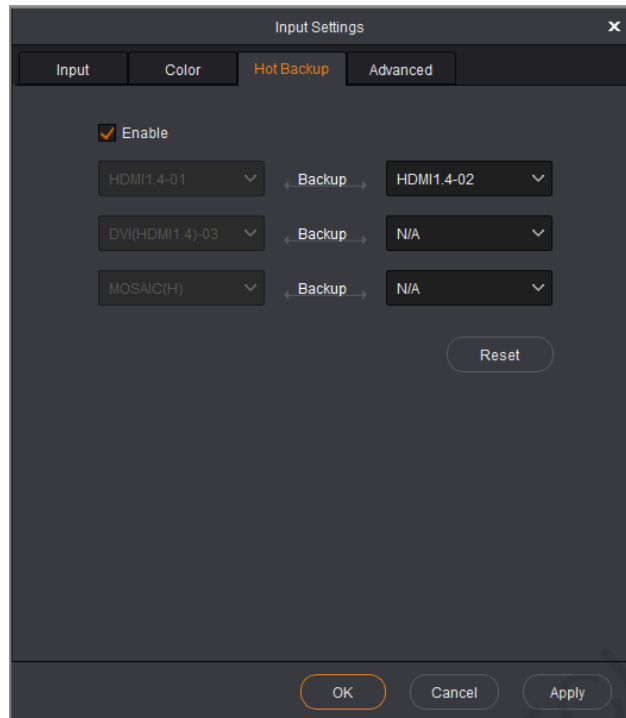 Input Settings
Input Color Hot Backup Advanced
Enable
HDMI1.4-01 Backup HDMI1.4-02
DVI(HDMI1.4)-03 Backup N/A
MOSAIC(H) Backup N/A
Reset
OK Cancel Apply